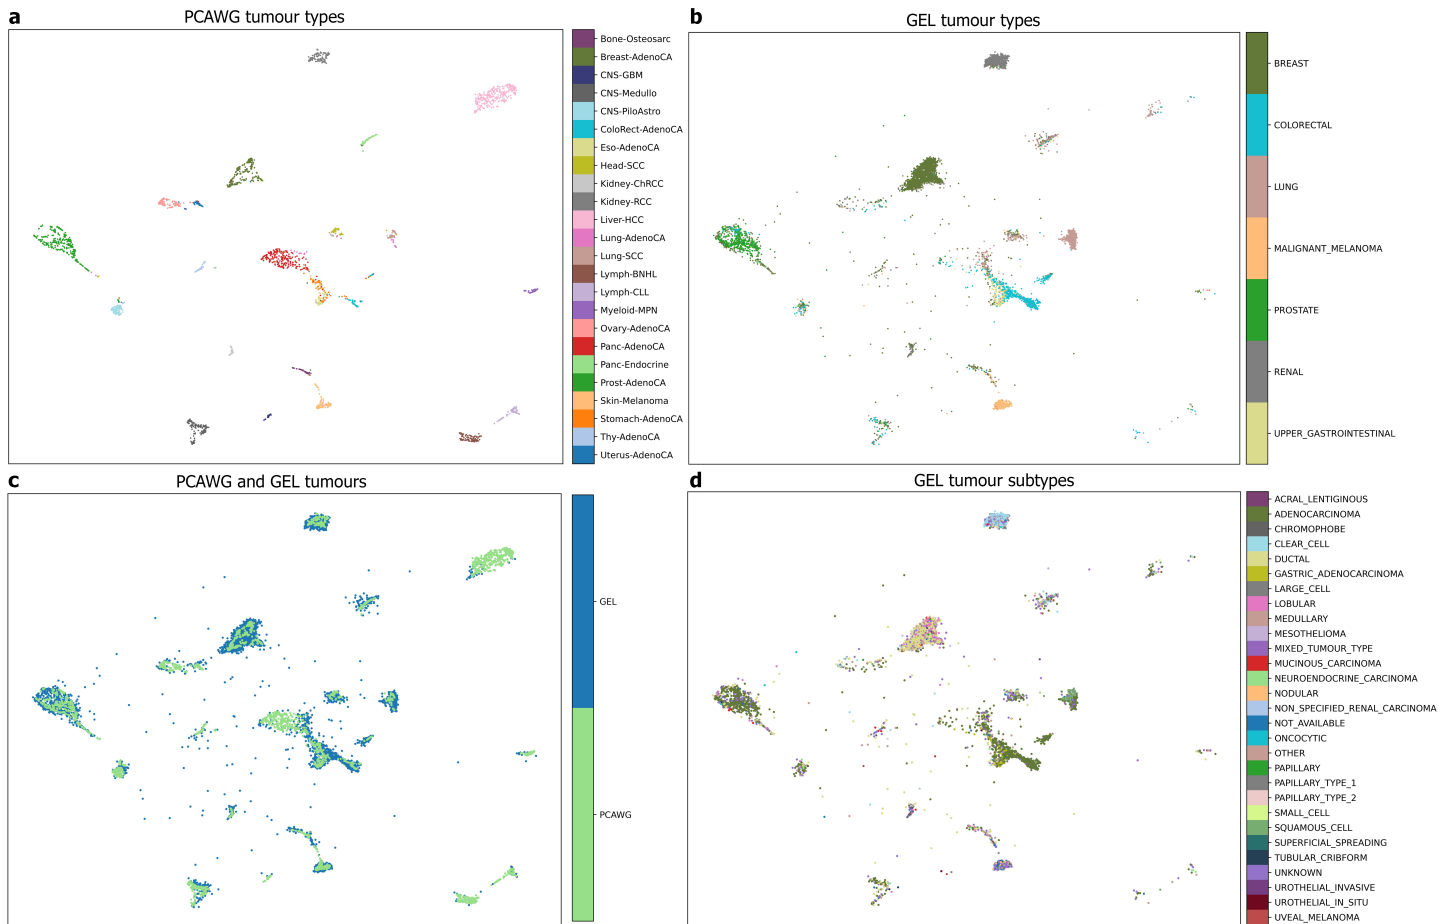 a
PCAWG tumour types
Bone-Osteosarc
Breast-AdenoCA
CNS-GBM
CNS-Medullo
CNS-PiloAstro
ColoRect-AdenoCA
Eso-AdenoCA
Head-SCC
Kidney-ChRCC
Kidney-RCC
Liver-HCC
Lung-AdenoCA
Lung-SCC
Lymph-BNHL
Lymph-CLL
Myeloid-MPN
Ovary-AdenoCA
Panc-AdenoCA
Panc-Endocrine
Prost-AdenoCA
Skin-Melanoma
Stomach-AdenoCA
Thy-AdenoCA
Uterus-AdenoCA
b
GEL tumour types
BREAST
COLORECTAL
LUNG
MALIGNANT_MELANOMA
PROSTATE
RENAL
UPPER_GASTROINTESTINAL
c
PCAWG and GEL tumours
GEL
PCAWG
d
GEL tumour subtypes
ACRAL_LENTIGINOUS
ADENOCARCINOMA
CHROMOPHOBE
CLEAR_CELL
DUCTAL
GASTRIC_ADENOCARCINOMA
LARGE_CELL
LOBULAR
MEDULLARY
MESOTHELIOMA
MIXED_TUMOUR_TYPE
MUCINOUS_CARCINOMA
NEUROENDOCRINE_CARCINOMA
NODULAR
NON_SPECIFIED_RENAL_CARCINOMA
NOT_AVAILABLE
ONCOCYTIC
OTHER
PAPILLARY
PAPILLARY_TYPE_1
PAPILLARY_TYPE_2
SMALL_CELL
SQUAMOUS_CELL
SUPERFICIAL_SPREADING
TUBULAR_CRIBFORM
UNKNOWN
UROTHELIAL_INVASIVE
UROTHELIAL_IN_SITU
UVEAL_MELANOMA